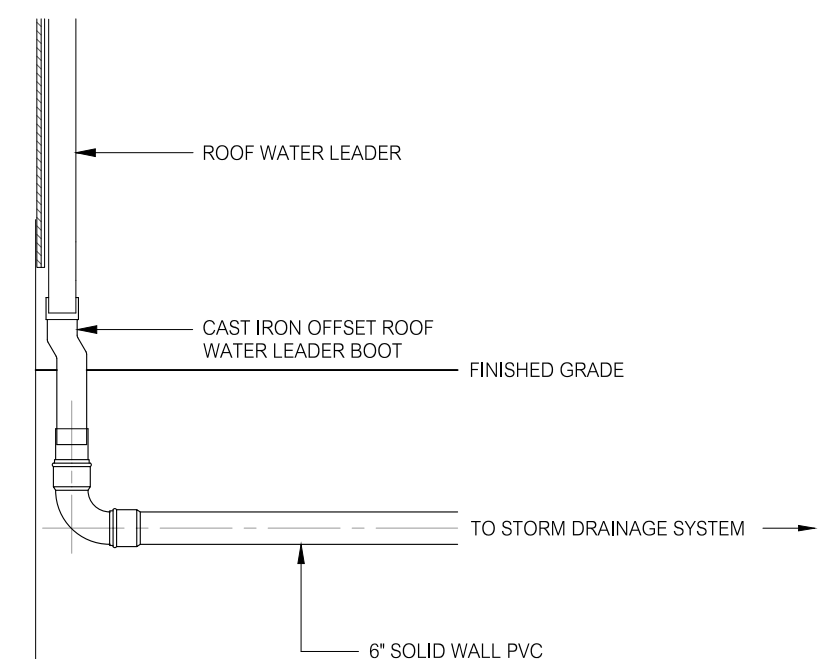 ROOF WATER LEADER
CAST IRON OFFSET ROOF
WATER LEADER BOOT
FINISHED GRADE
TO STORM DRAINAGE SYSTEM
6" SOLID WALL PVC